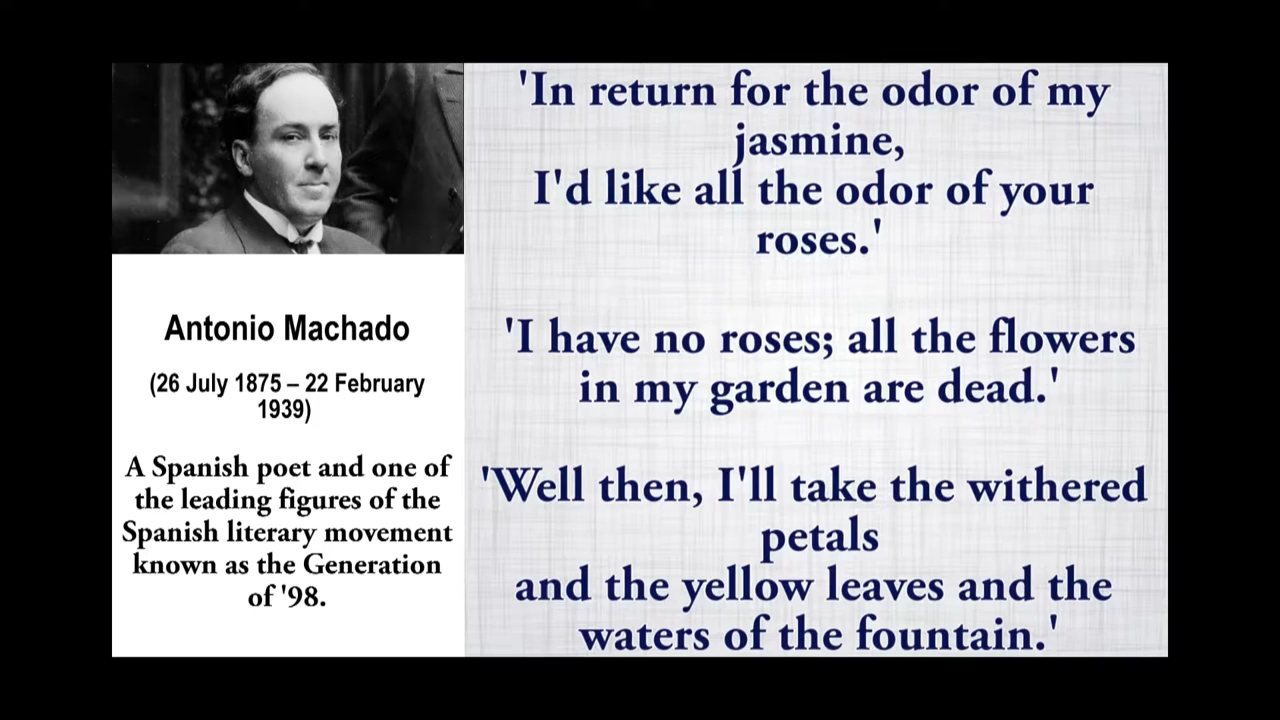 Antonio Machado
(26 July 1875 – 22 February
1939)
A Spanish poet and one of
the leading figures of the
Spanish literary movement
known as the Generation
of '98.
'In return for the odor of my
jasmine,
I'd like all the odor of your
roses.'
'I have no roses; all the flowers
in my garden are dead.'
'Well then, I'll take the withered
petals
and the yellow leaves and the
waters of the fountain.'